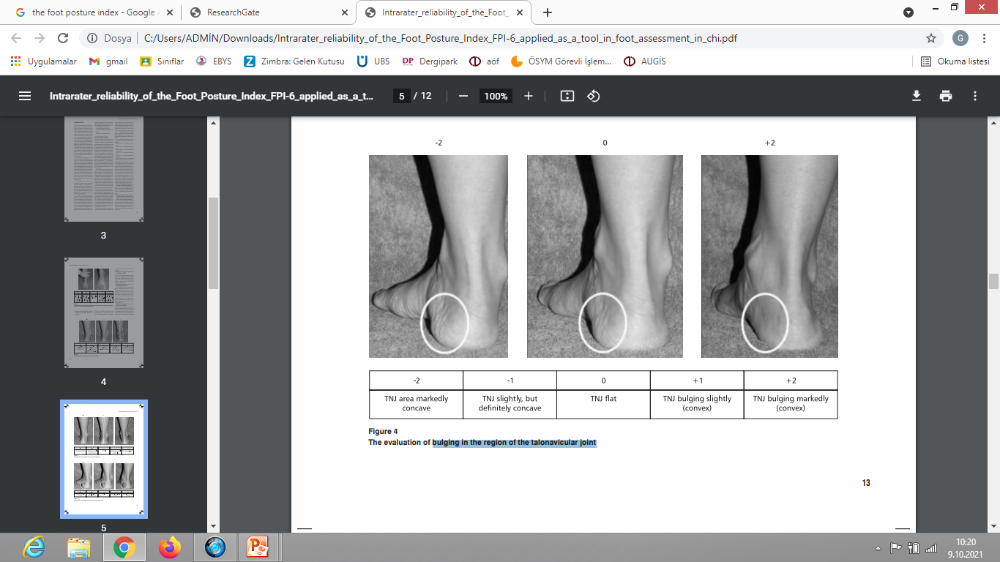 the foot posture index - Google
ResearchGate
Intrarater_reliability_of_the_Foot_
Dosya
C:/Users/ADMİN/Downloads/Intrarater_reliability_of_the_Foot_Posture_Index_FPI-6_applied_as_a_tool_in_foot_assessment_in_chi.pdf
G
Uygulamalar
gmail
Sınıflar
EBYS
Zimbra: Gelen Kutusu
UBS
DP Dergipark
aöf
ÖSYM Görevli İşlem...
AUGİS
Okuma listesi
Intrarater_reliability_of_the_Foot_Posture_Index_FPI-6_applied_as_a_t...
5 / 12
100%
3
4
5
-2 0 +2
-2 -1 0 +1 +2
TNJ area markedly concave
TNJ slightly, but definitely concave
TNJ flat
TNJ bulging slightly (convex)
TNJ bulging markedly (convex)
Figure 4
The evaluation of bulging in the region of the talonavicular joint
13
10:20
9.10.2021